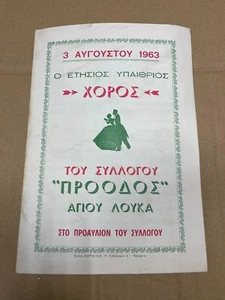 3 ΑΥΓΟΥΣΤΟΥ 1963
Ο ΕΤΗΣΙΟΣ ΥΠΑΙΘΡΙΟΣ
ΧΟΡΟΣ
ΤΟΥ ΣΥΛΛΟΓΟΥ
"ΠΡΟΟΔΟΣ"
ΑΓΙΟΥ ΛΟΥΚΑ
ΣΤΟ ΠΡΟΑΥΛΙΟΝ ΤΟΥ ΣΥΛΛΟΓΟΥ